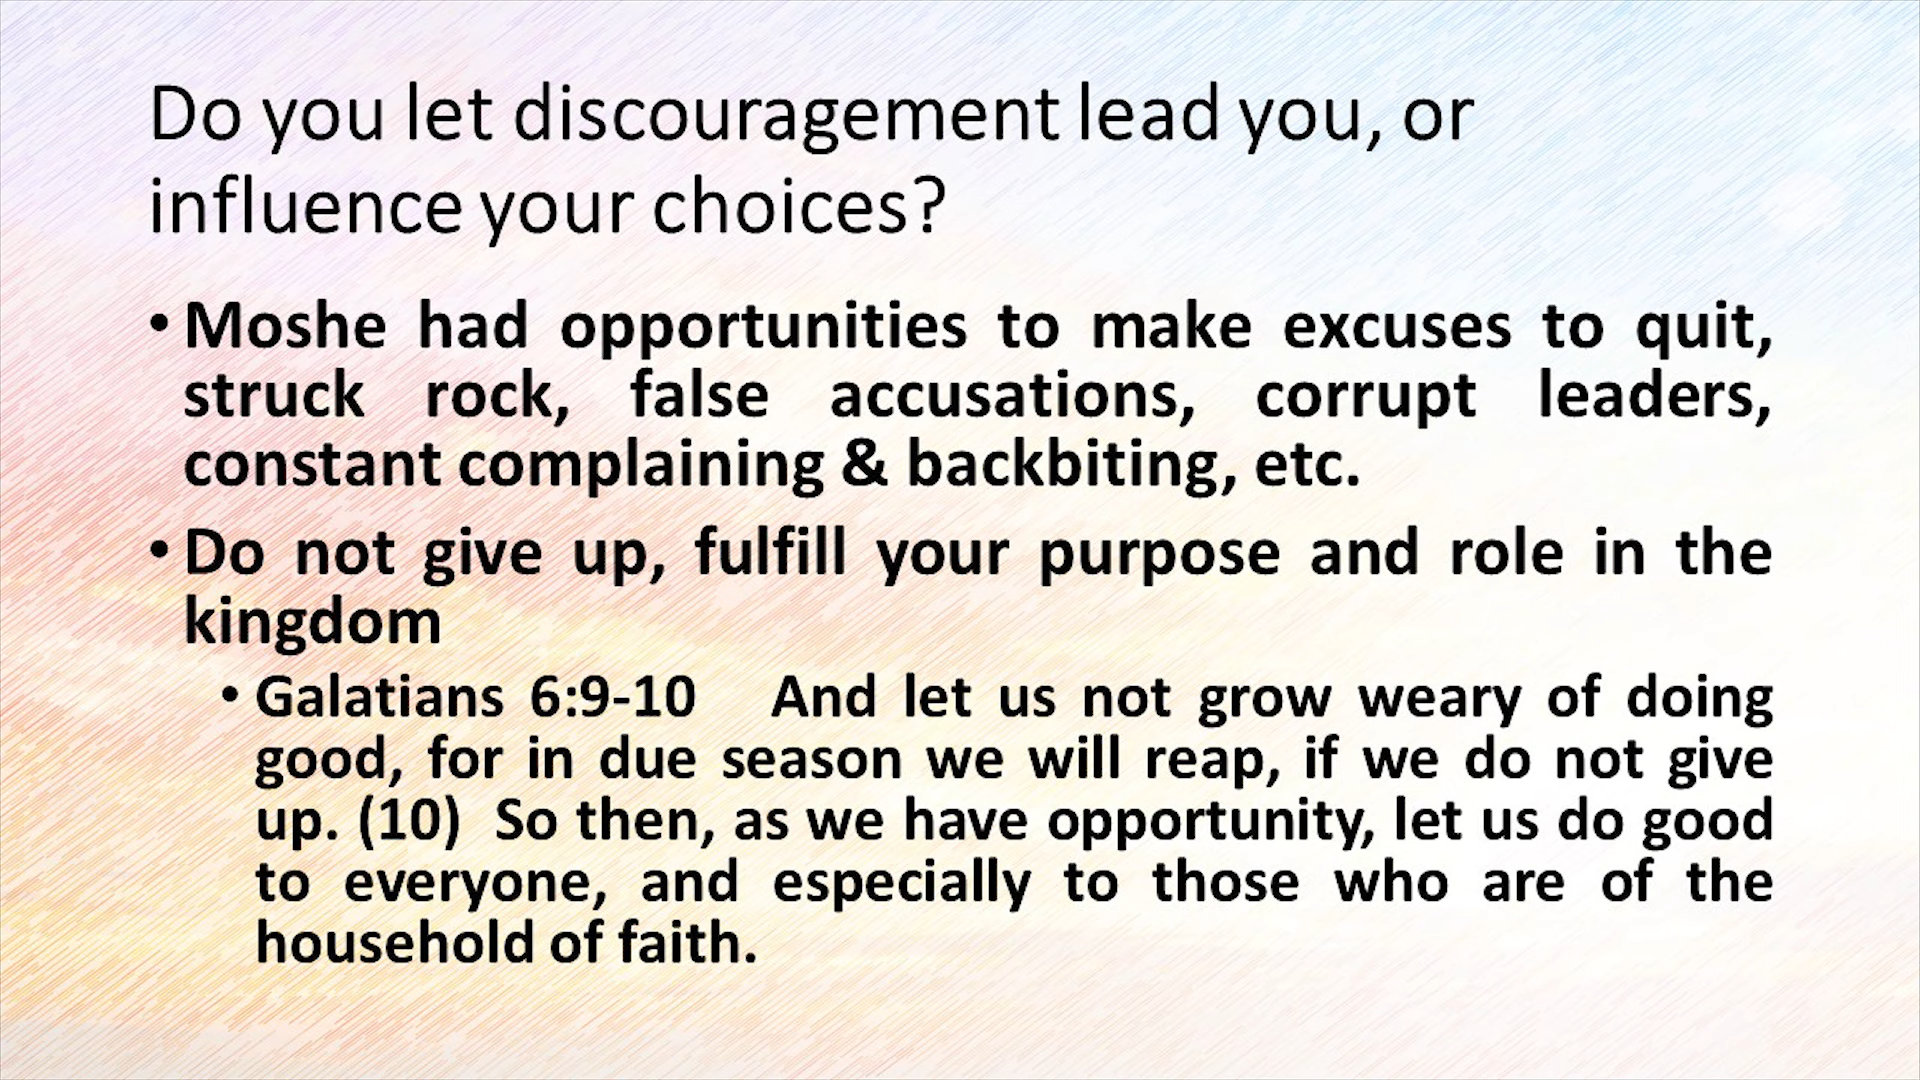 Do you let discouragement lead you, or
influence your choices?
• Moshe had opportunities to make excuses to quit,
struck rock, false accusations, corrupt leaders,
constant complaining & backbiting, etc.
• Do not give up, fulfill your purpose and role in the
kingdom
• Galatians 6:9-10   And let us not grow weary of doing
good, for in due season we will reap, if we do not give
up. (10)  So then, as we have opportunity, let us do good
to everyone, and especially to those who are of the
household of faith.